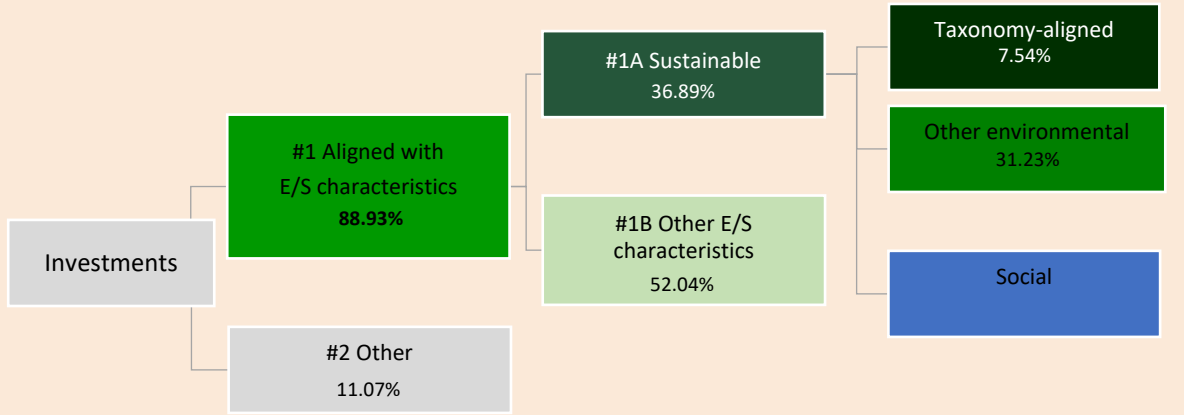 Investments
#1 Aligned with
E/S characteristics
88.93%
#2 Other
11.07%
#1A Sustainable
36.89%
#1B Other E/S
characteristics
52.04%
Taxonomy-aligned
7.54%
Other environmental
31.23%
Social